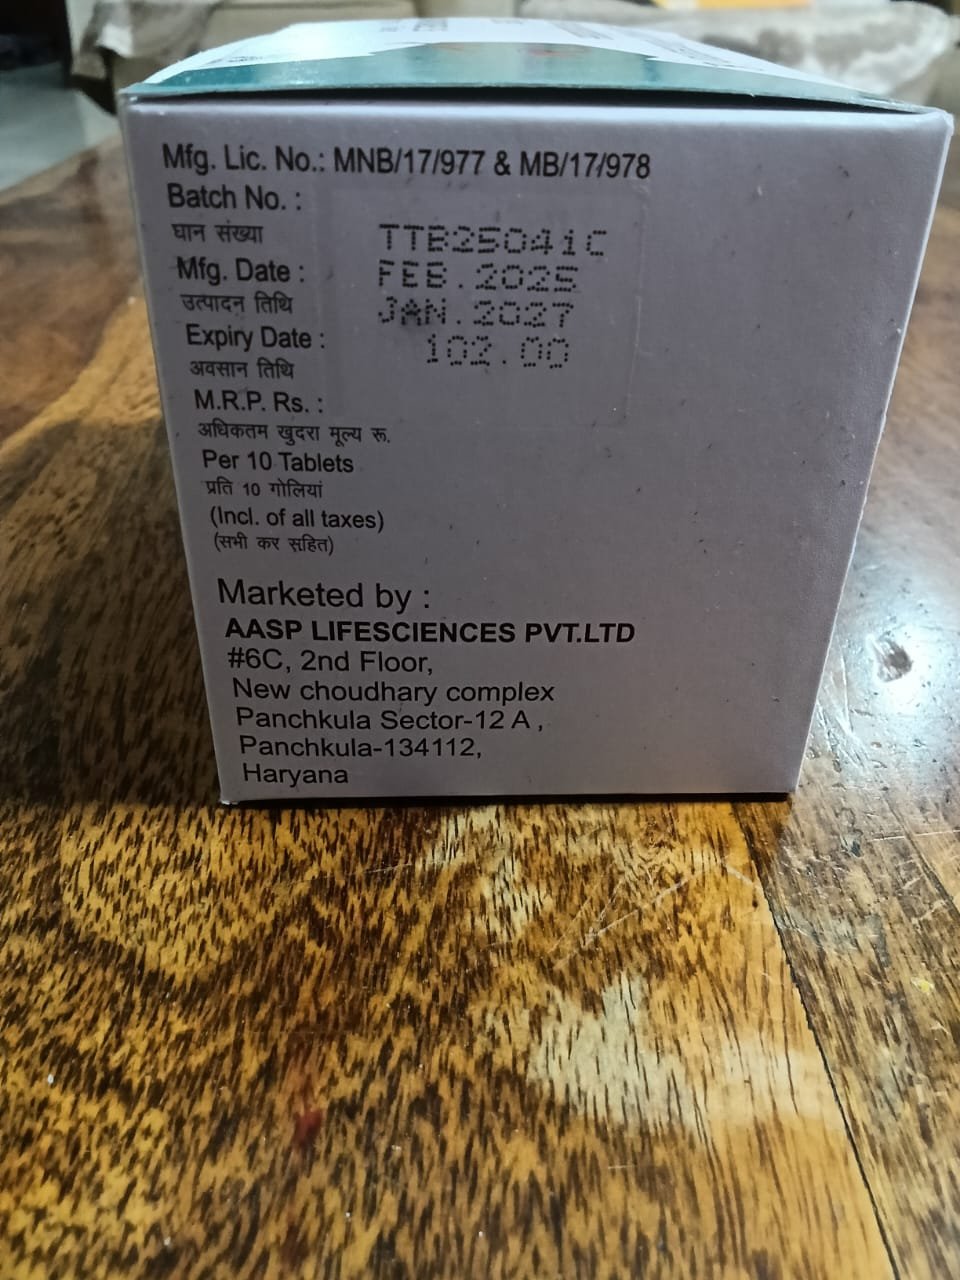 Mfg. Lic. No.: MNB/17/977 & MB/17/978
Batch No. :
घान संख्या
TTB25041C
Mfg. Date :
FEB.2025
उत्पादन तिथि
JAN.2027
Expiry Date :
102.00
अवसान तिथि
M.R.P. Rs. :
अधिकतम खुदरा मूल्य रू.
Per 10 Tablets
प्रति 10 गोलियां
(Incl. of all taxes)
(सभी कर सहित)
Marketed by :
AASP LIFESCIENCES PVT.LTD
#6C, 2nd Floor,
New choudhary complex
Panchkula Sector-12 A ,
Panchkula-134112,
Haryana